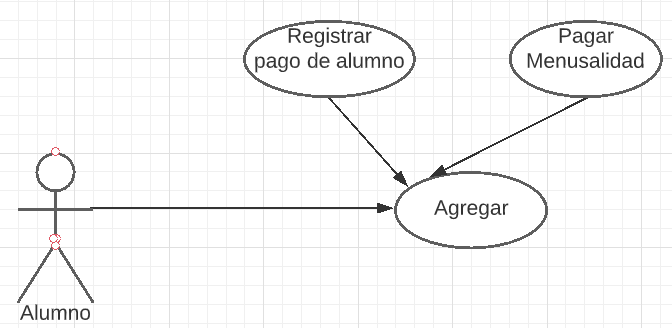 Registrar
pago de alumno
Pagar
Menusalidad
Agregar
Alumno